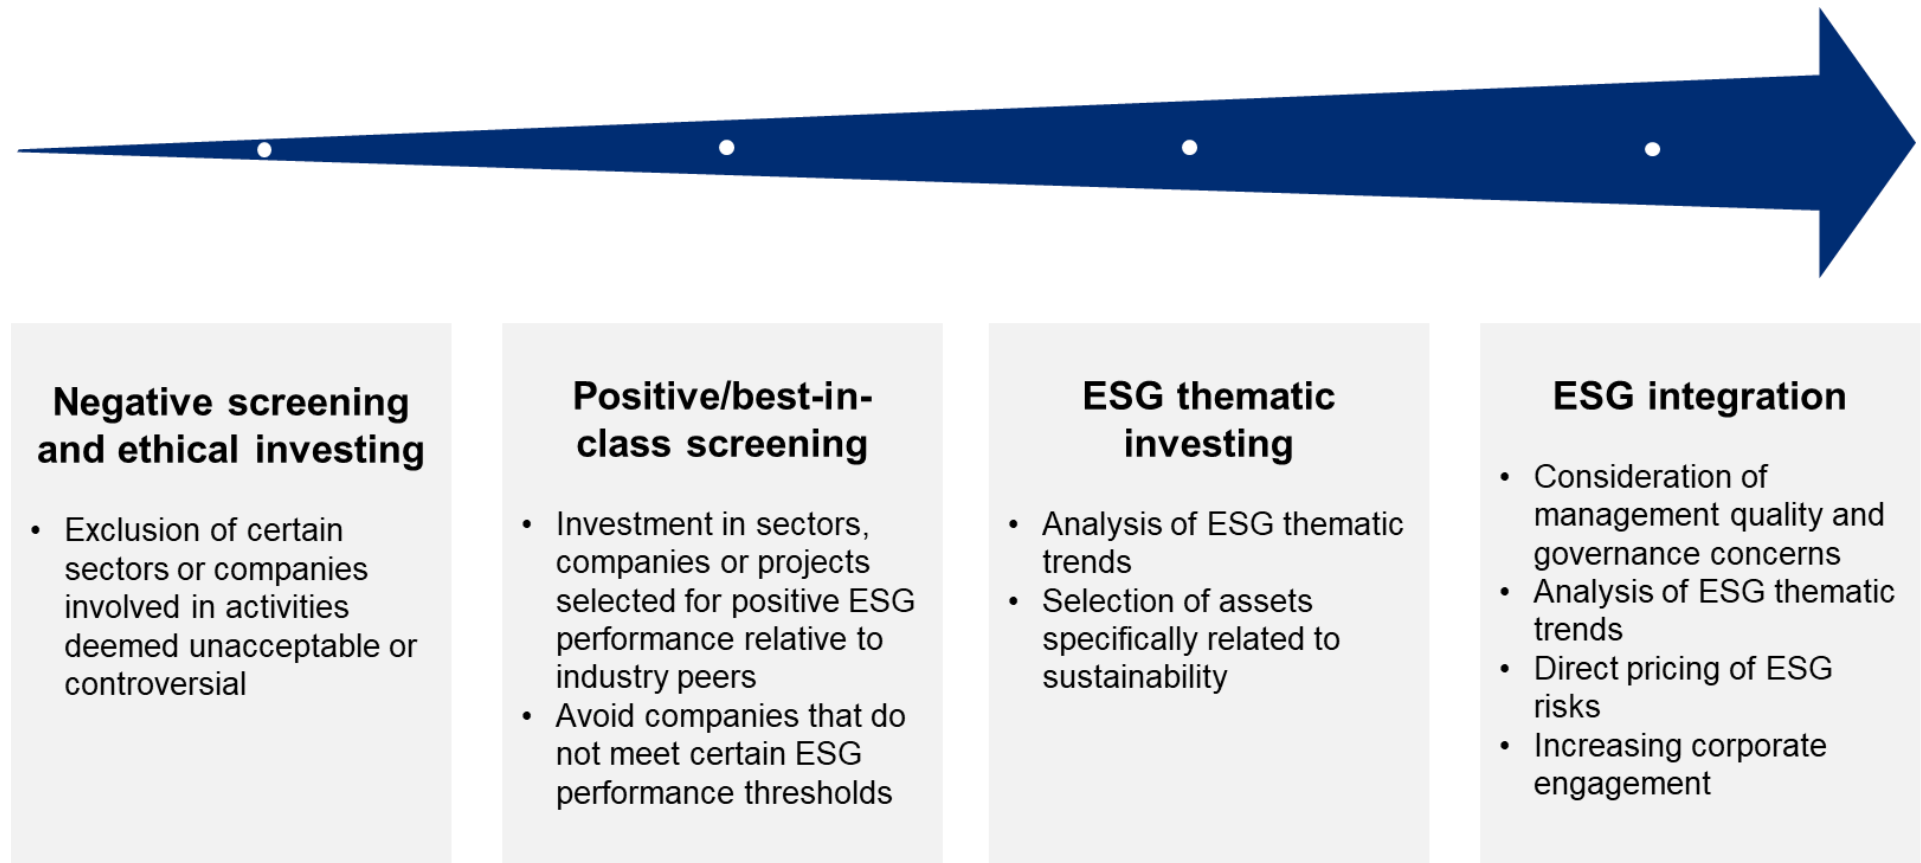 Negative screening
and ethical investing
• Exclusion of certain
sectors or companies
involved in activities
deemed unacceptable or
controversial
Positive/best-in-
class screening
• Investment in sectors,
companies or projects
selected for positive ESG
performance relative to
industry peers
• Avoid companies that do
not meet certain ESG
performance thresholds
ESG thematic
investing
• Analysis of ESG thematic
trends
• Selection of assets
specifically related to
sustainability
ESG integration
• Consideration of
management quality and
governance concerns
• Analysis of ESG thematic
trends
• Direct pricing of ESG
risks
• Increasing corporate
engagement